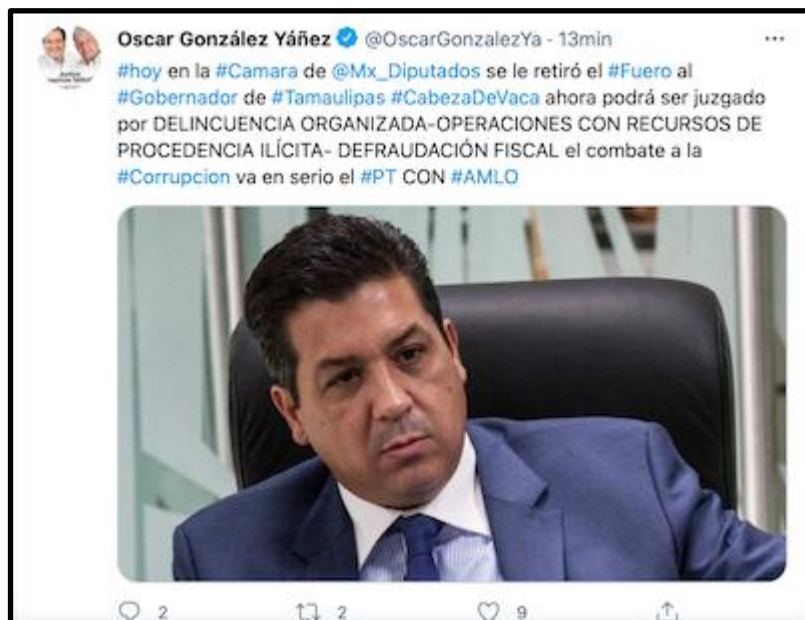 Oscar González Yáñez @OscarGonzalezYa · 13min
#hoy en la #Camara de @Mx_Diputados se le retiró el #Fuero al
#Gobernador de #Tamaulipas #CabezaDeVaca ahora podrá ser juzgado
por DELINCUENCIA ORGANIZADA-OPERACIONES CON RECURSOS DE
PROCEDENCIA ILÍCITA- DEFRAUDACIÓN FISCAL el combate a la
#Corrupcion va en serio el #PT CON #AMLO
2 2 9